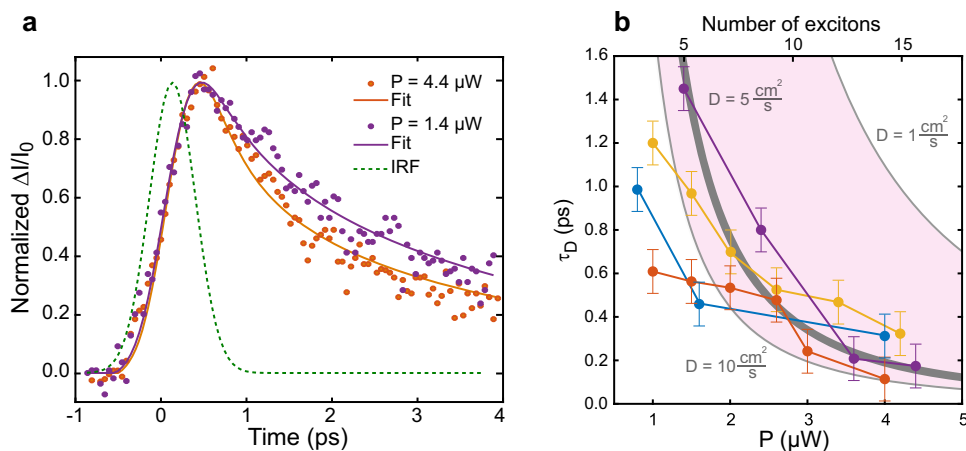 a
Normalized ΔI/I₀
1.0
0.8
0.6
0.4
0.2
0.0
-1
0
1
2
3
4
Time (ps)
P = 4.4 µW
Fit
P = 1.4 µW
Fit
IRF
b
Number of excitons
5
10
15
τ_D (ps)
1.6
1.4
1.2
1.0
0.8
0.6
0.4
0.2
0.0
1
2
3
4
5
P (µW)
D = 5 cm²/s
D = 1 cm²/s
D = 10 cm²/s